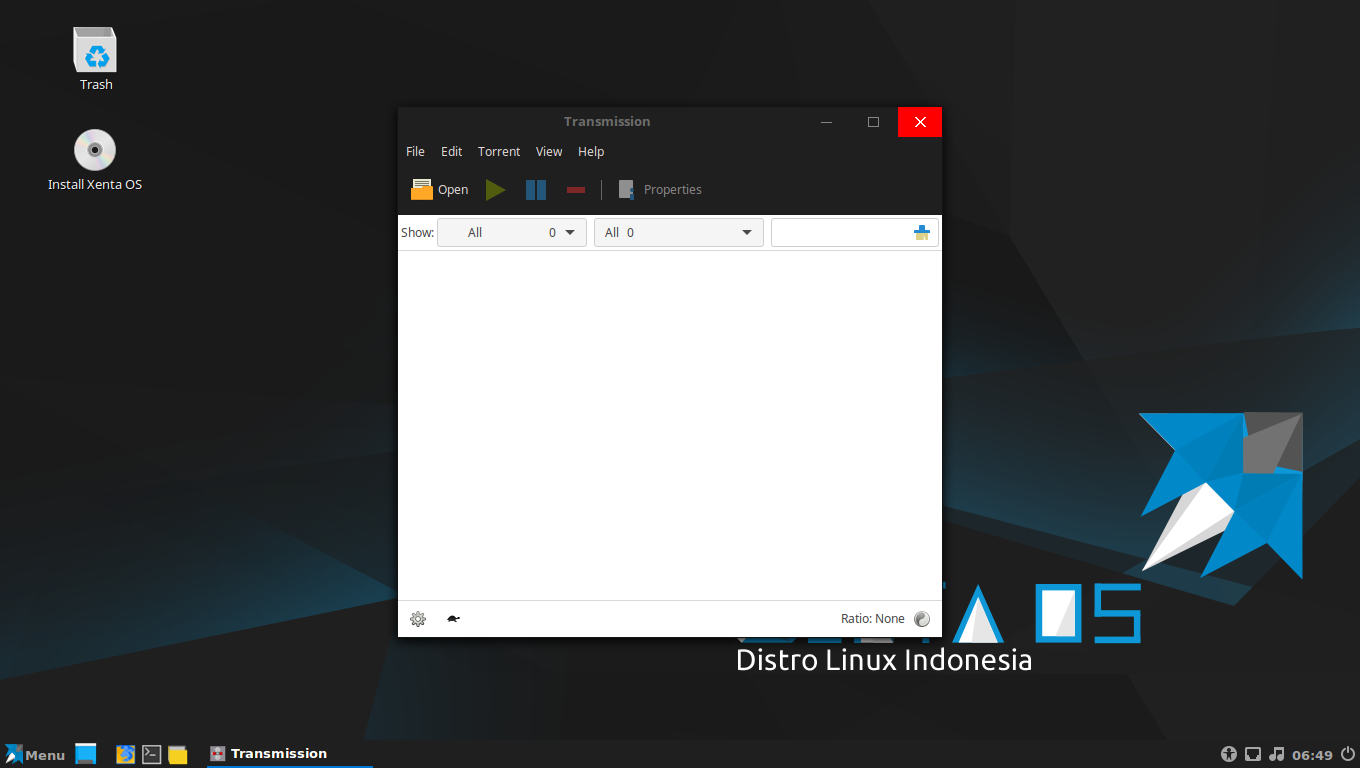 Trash
Install Xenta OS
Transmission
File Edit Torrent View Help
Open Properties
Show: All 0 All 0
Ratio: None
OS
Distro Linux Indonesia
Menu Transmission 06:49